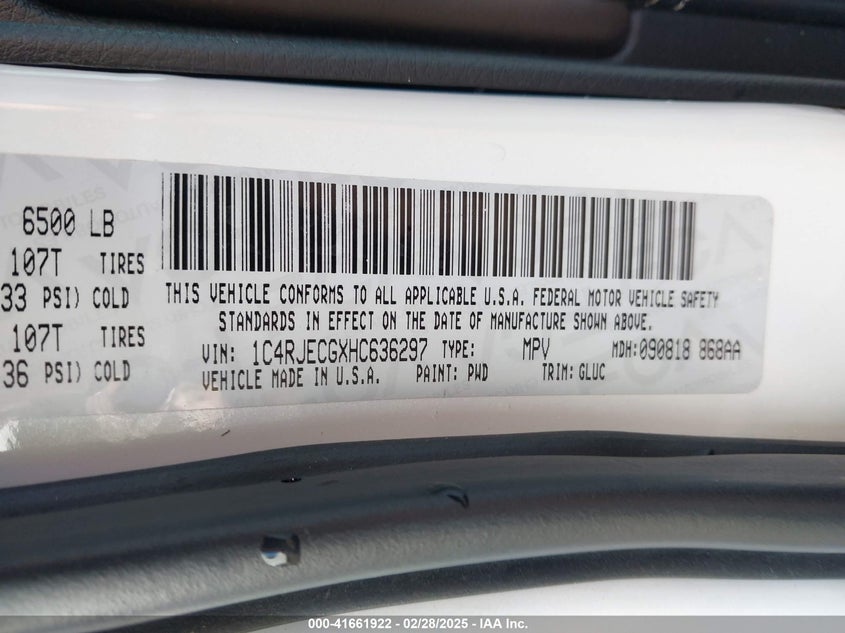 6500 LB
107T TIRES
33 PSI) COLD
107T TIRES
36 PSI) COLD
THIS VEHICLE CONFORMS TO ALL APPLICABLE U.S.A. FEDERAL MOTOR VEHICLE SAFETY
STANDARDS IN EFFECT ON THE DATE OF MANUFACTURE SHOWN ABOVE.
VIN: 1C4RJECGXHC636297 TYPE: MPV MDH:090818 868AA
VEHICLE MADE IN U.S.A. PAINT: PWD TRIM: GLUC
000-41661922 - 02/28/2025 - IAA Inc.